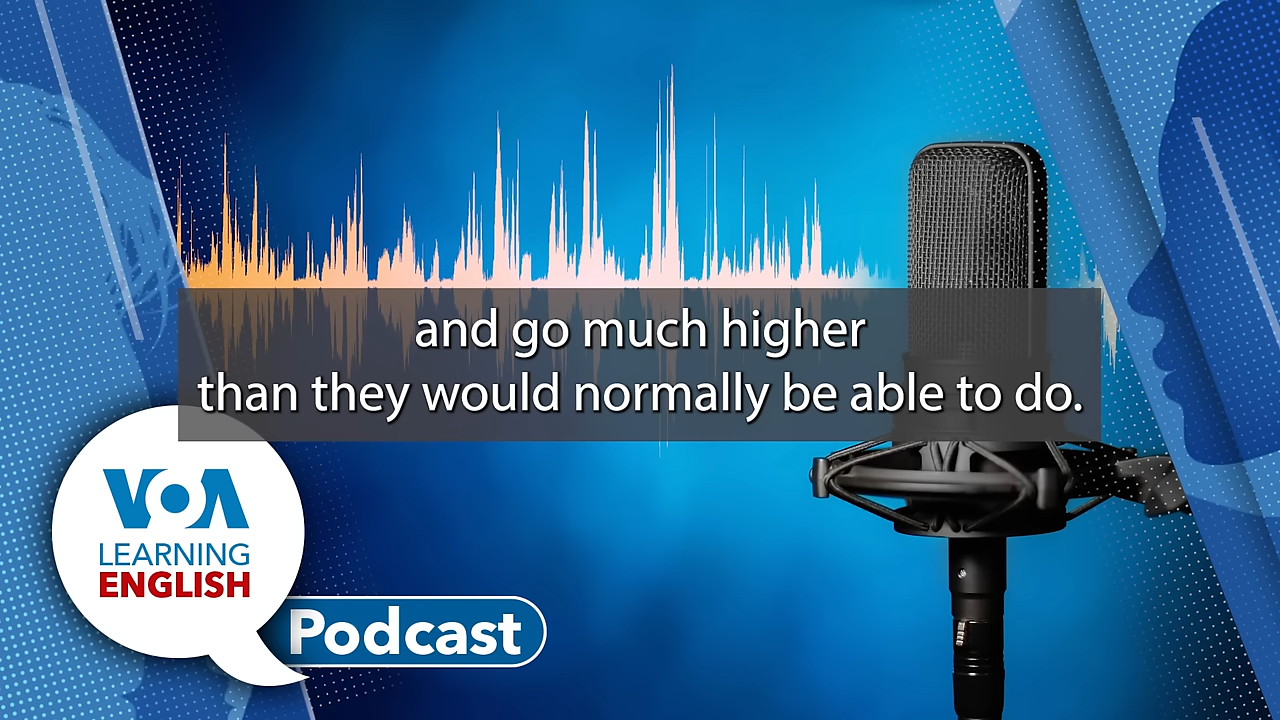 and go much higher
than they would normally be able to do.
VOA
LEARNING
ENGLISH
Podcast